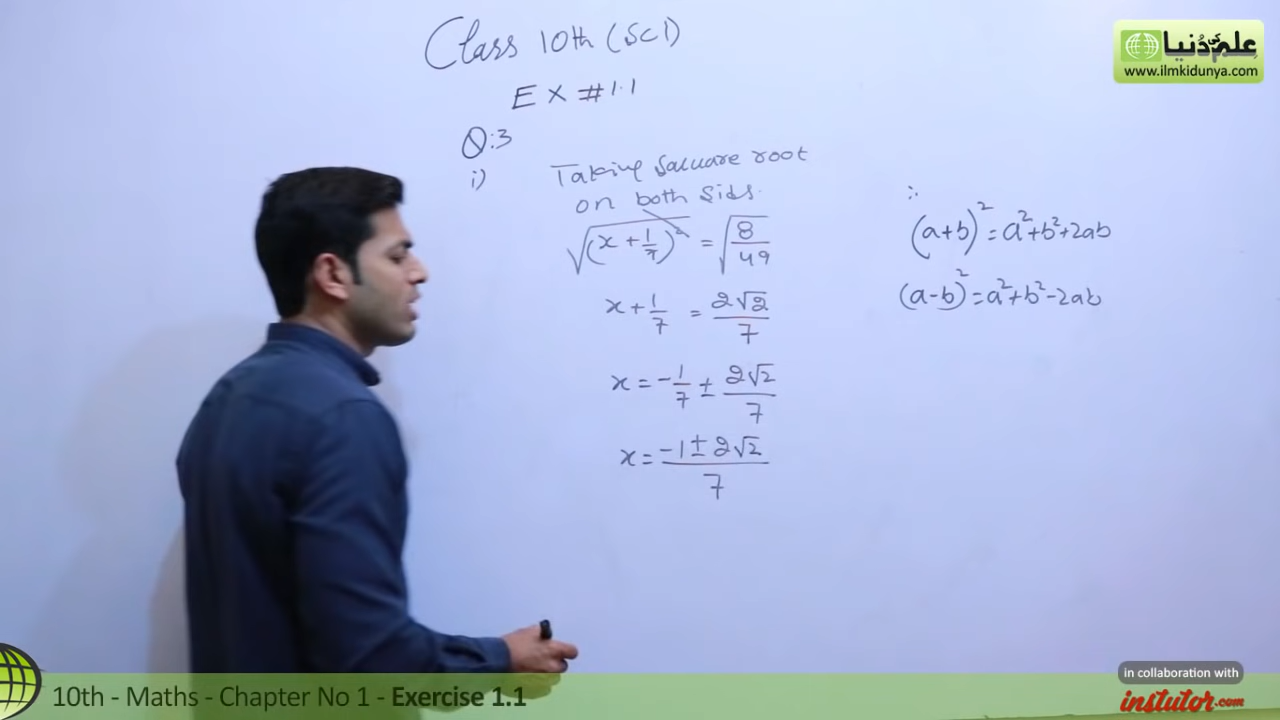 Class 10th (SCI)
EX #1.1
Q:3
i)
Taking Square root
on both Sids.
√(x + 1/7)² = √8/49
x + 1/7 = 2√2/7
x = -1/7 ± 2√2/7
x = -1 ± 2√2/7
∴
(a+b)² = a²+b²+2ab
(a-b)² = a²+b²-2ab
علم کی دُنیا
www.ilmkidunya.com
10th - Maths - Chapter No 1 - Exercise 1.1
in collaboration with
instutor.com